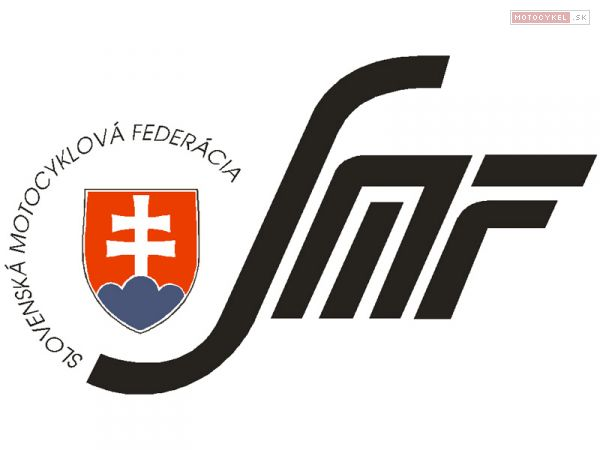 MOTOCYKEL.SK
SLOVENSKÁ MOTOCYKLOVÁ FEDERÁCIA
SMF